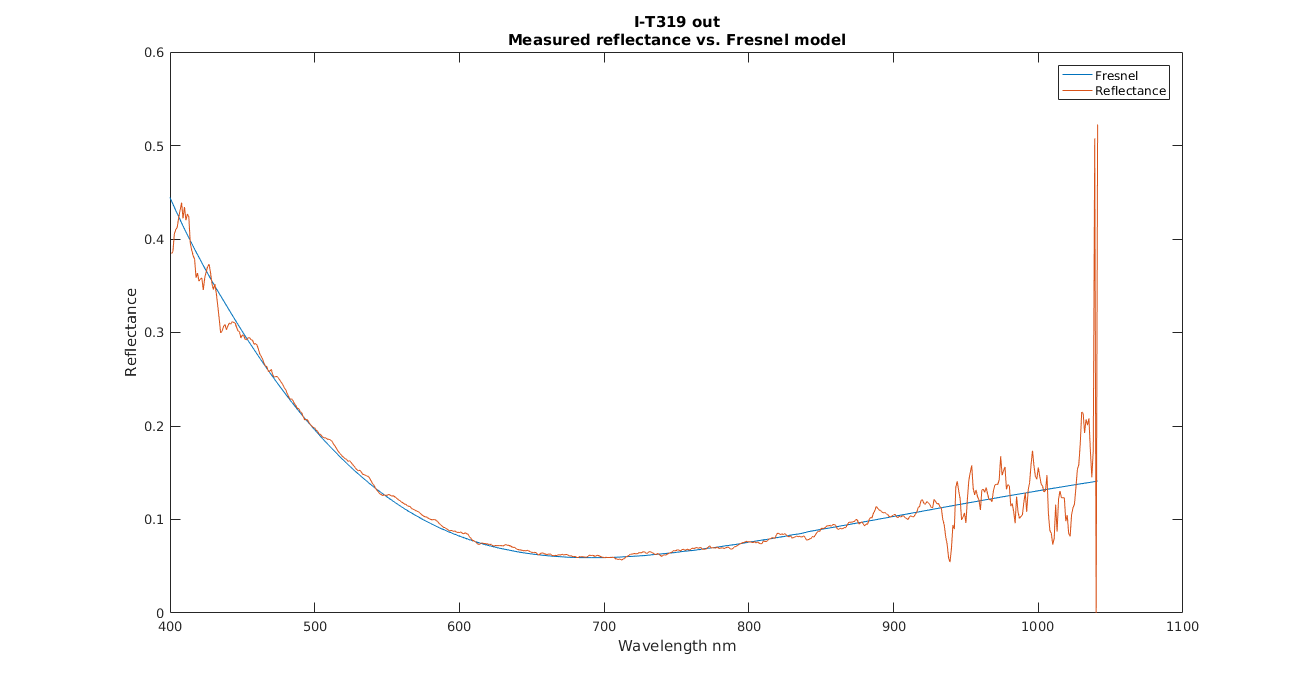 I-T319 out
Measured reflectance vs. Fresnel model
Fresnel
Reflectance
0.6
0.5
0.4
0.3
0.2
0.1
0
Reflectance
400 500 600 700 800 900 1000 1100
Wavelength nm